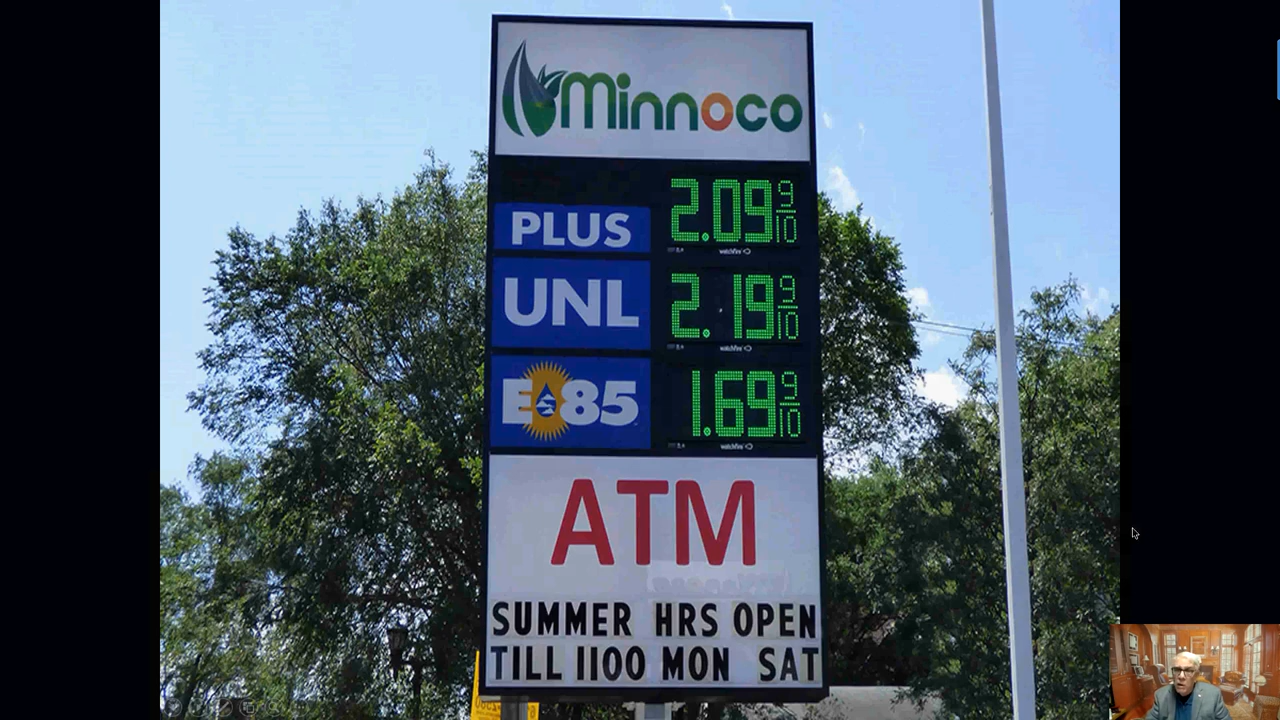 Minnoco
PLUS 2.09 9/10
UNL 2.19 9/10
E85 1.69 9/10
ATM
SUMMER HRS OPEN
TILL 1100 MON SAT